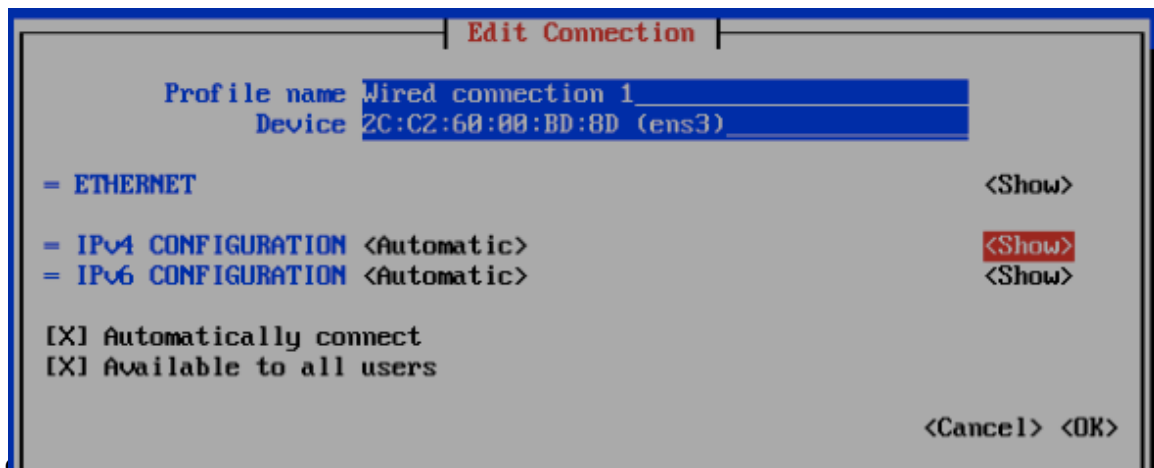 Edit Connection
Profile name Wired connection 1
Device 2C:C2:60:00:BD:8D (ens3)
= ETHERNET <Show>
= IPv4 CONFIGURATION <Automatic> <Show>
= IPv6 CONFIGURATION <Automatic> <Show>
[X] Automatically connect
[X] Available to all users
<Cancel> <OK>